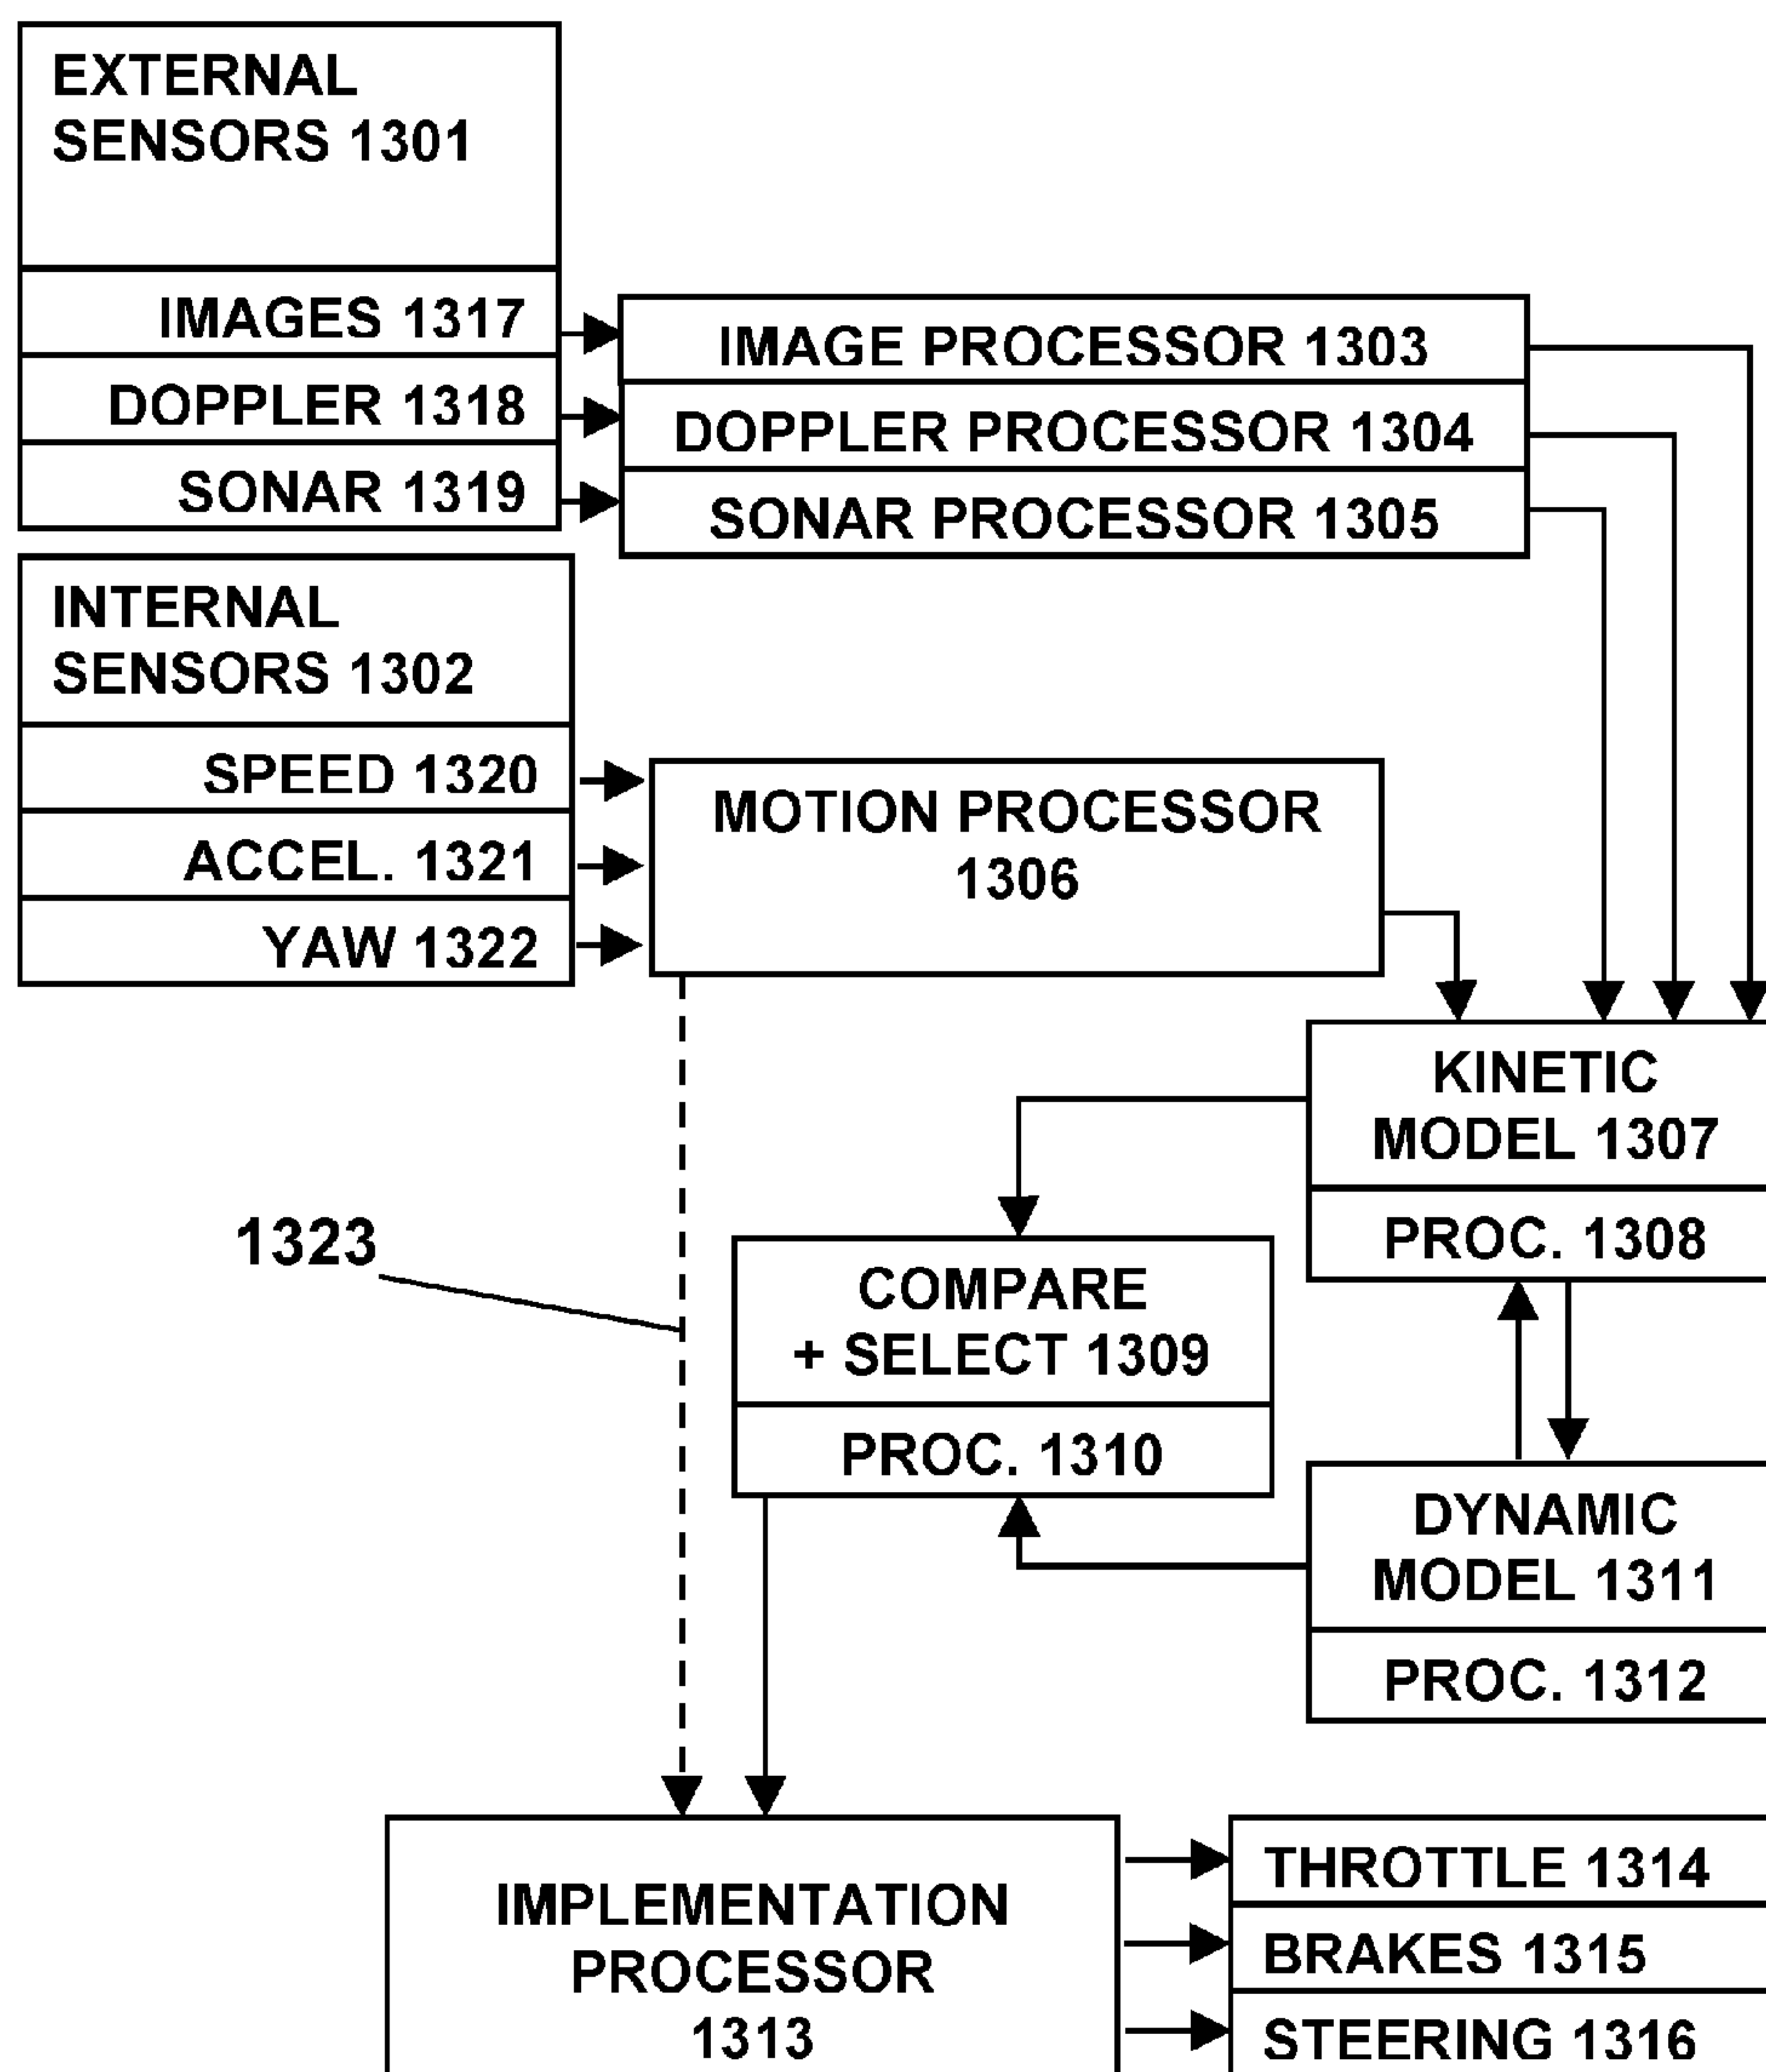 EXTERNAL
SENSORS 1301
IMAGES 1317
DOPPLER 1318
SONAR 1319
IMAGE PROCESSOR 1303
DOPPLER PROCESSOR 1304
SONAR PROCESSOR 1305
INTERNAL
SENSORS 1302
SPEED 1320
ACCEL. 1321
YAW 1322
MOTION PROCESSOR
1306
KINETIC
MODEL 1307
PROC. 1308
1323
COMPARE
+ SELECT 1309
PROC. 1310
DYNAMIC
MODEL 1311
PROC. 1312
IMPLEMENTATION
PROCESSOR
1313
THROTTLE 1314
BRAKES 1315
STEERING 1316